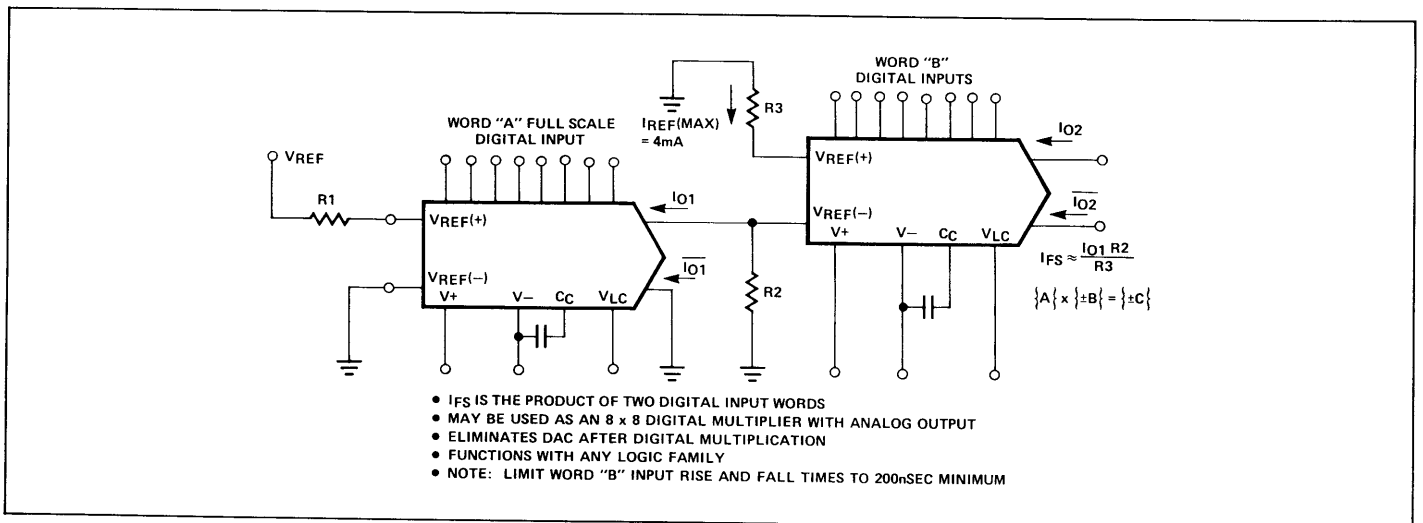 WORD "A" FULL SCALE
DIGITAL INPUT
VREF
R1
VREF(+)
VREF(−)
V+
V−
CC
VLC
IO1
IO1
R2
IREF(MAX)
= 4mA
R3
WORD "B"
DIGITAL INPUTS
VREF(+)
VREF(−)
V+
V−
CC
VLC
IO2
IO2
IFS ≈ IO1 R2
R3
{A{ x }±B{ = {±C{
• IFS IS THE PRODUCT OF TWO DIGITAL INPUT WORDS
• MAY BE USED AS AN 8 x 8 DIGITAL MULTIPLIER WITH ANALOG OUTPUT
• ELIMINATES DAC AFTER DIGITAL MULTIPLICATION
• FUNCTIONS WITH ANY LOGIC FAMILY
• NOTE: LIMIT WORD "B" INPUT RISE AND FALL TIMES TO 200nSEC MINIMUM